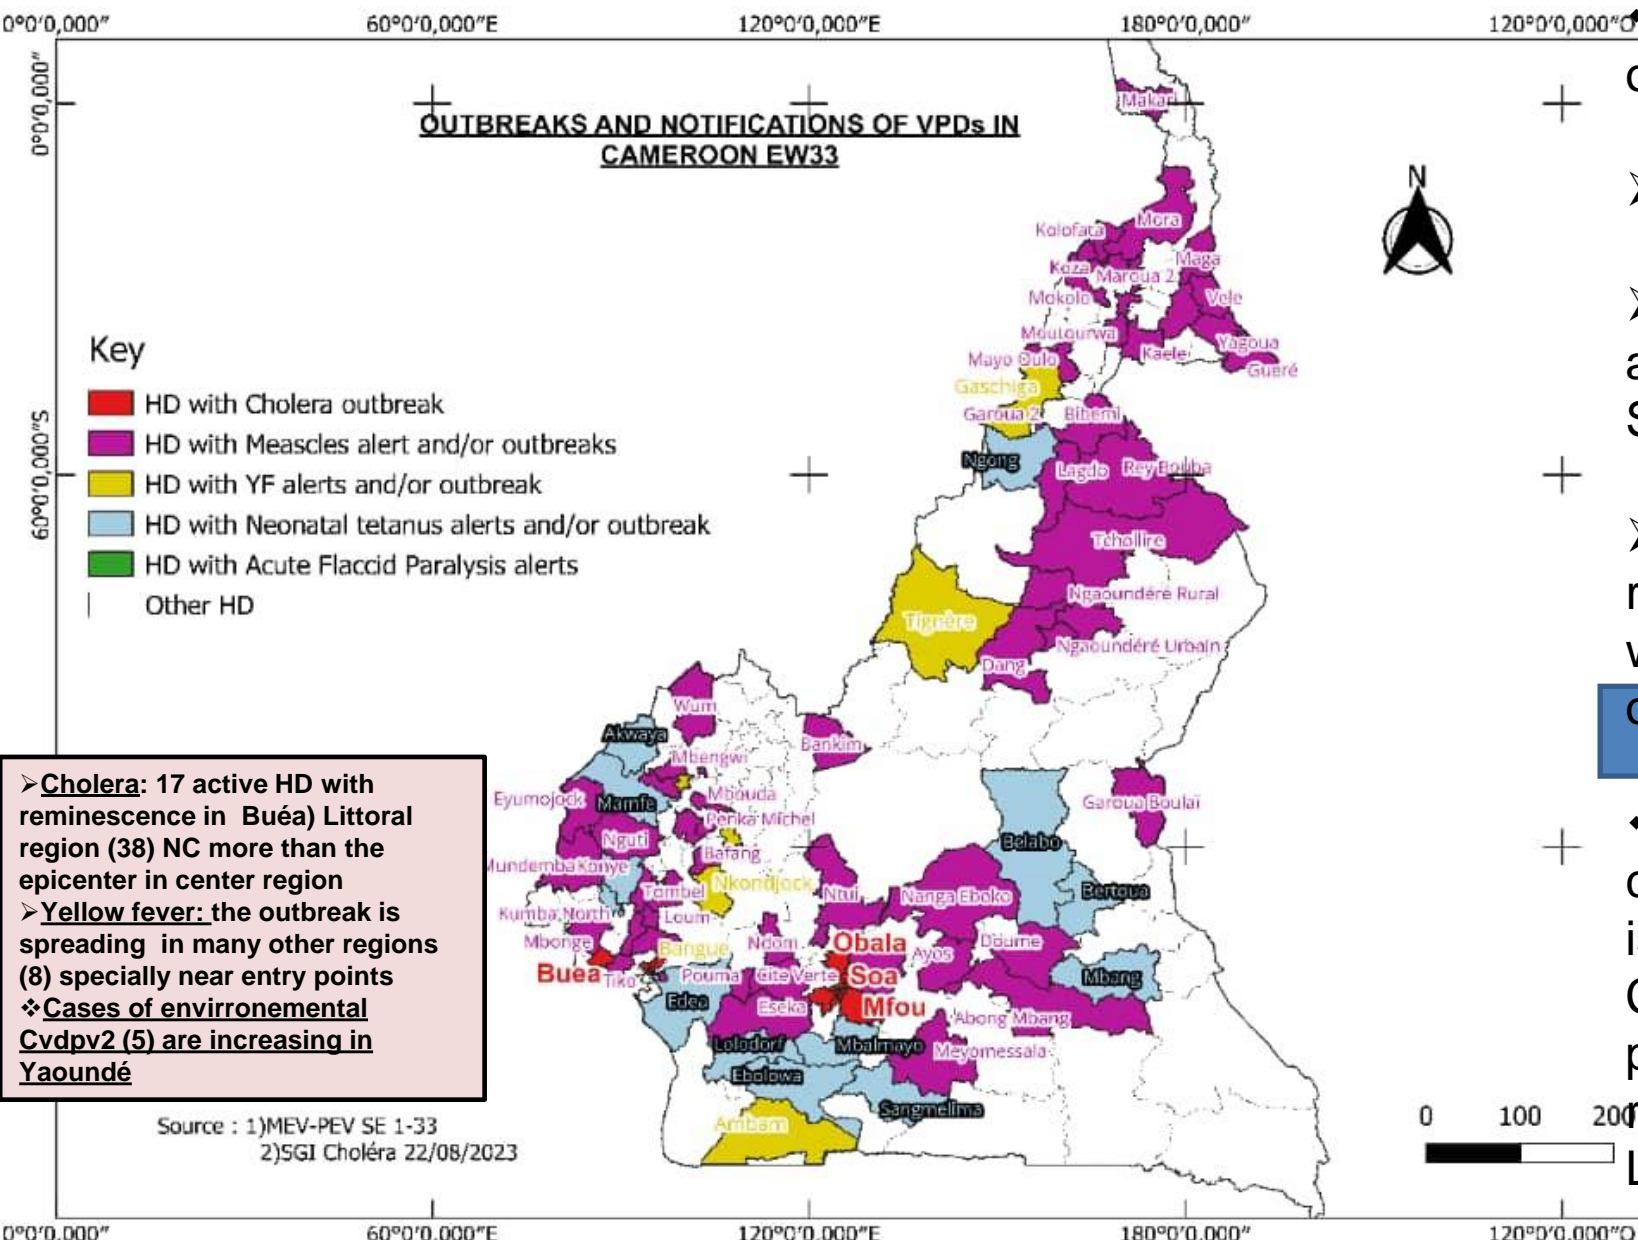 0°0'0,000" 60°0'0,000"E 120°0'0,000"E 180°0'0,000" 120°0'0,000"O
0°0'0,000"
60°0'0,000"S
OUTBREAKS AND NOTIFICATIONS OF VPDs IN
CAMEROON EW33
N
Key
HD with Cholera outbreak
HD with Meascles alert and/or outbreaks
HD with YF alerts and/or outbreak
HD with Neonatal tetanus alerts and/or outbreak
HD with Acute Flaccid Paralysis alerts
Other HD
Makari
Mora
Kolofata
Maga
Koza
Maroua 2
Mokolo
Vele
Moutourwa
Yagoua
Kaele
Mayo Oulo
Gueré
Gaschiga
Garoua 2
Bibemi
Ngong
Lagdo
Rey Bouba
Tchollire
Ngaoundéré Rural
Tignère
Ngaoundéré Urbain
Dang
Wum
Akwaya
Bankim
Mbengwi
Eyumojock
Mamfe
Mbouda
Garoua Boulaï
Penka Michel
Nguti
Belabo
Bafang
Mundemba
Konye
Nkondjock
Tombel
Ntui
Nanga Eboko
Bertoua
Kumba North
Loum
Mbonge
Bangue
Ndom
Obala
Ayos
Doume
Buea
Tiko
Pouma
Cite Verte
Soa
Mbang
Edea
Eseka
Mfou
Abong Mbang
Lolodorf
Mbalmayo
Meyomessala
Ebolowa
Sangmelima
Ambam
➢Cholera: 17 active HD with
reminescence in Buéa) Littoral
region (38) NC more than the
epicenter in center region
➢Yellow fever: the outbreak is
spreading in many other regions
(8) specially near entry points
❖Cases of envirronemental
Cvdpv2 (5) are increasing in
Yaoundé
Source : 1)MEV-PEV SE 1-33
2)SGI Choléra 22/08/2023
0 100 200
0°0'0,000" 60°0'0,000"E 120°0'0,000"E 180°0'0,000" 120°0'0,000"O